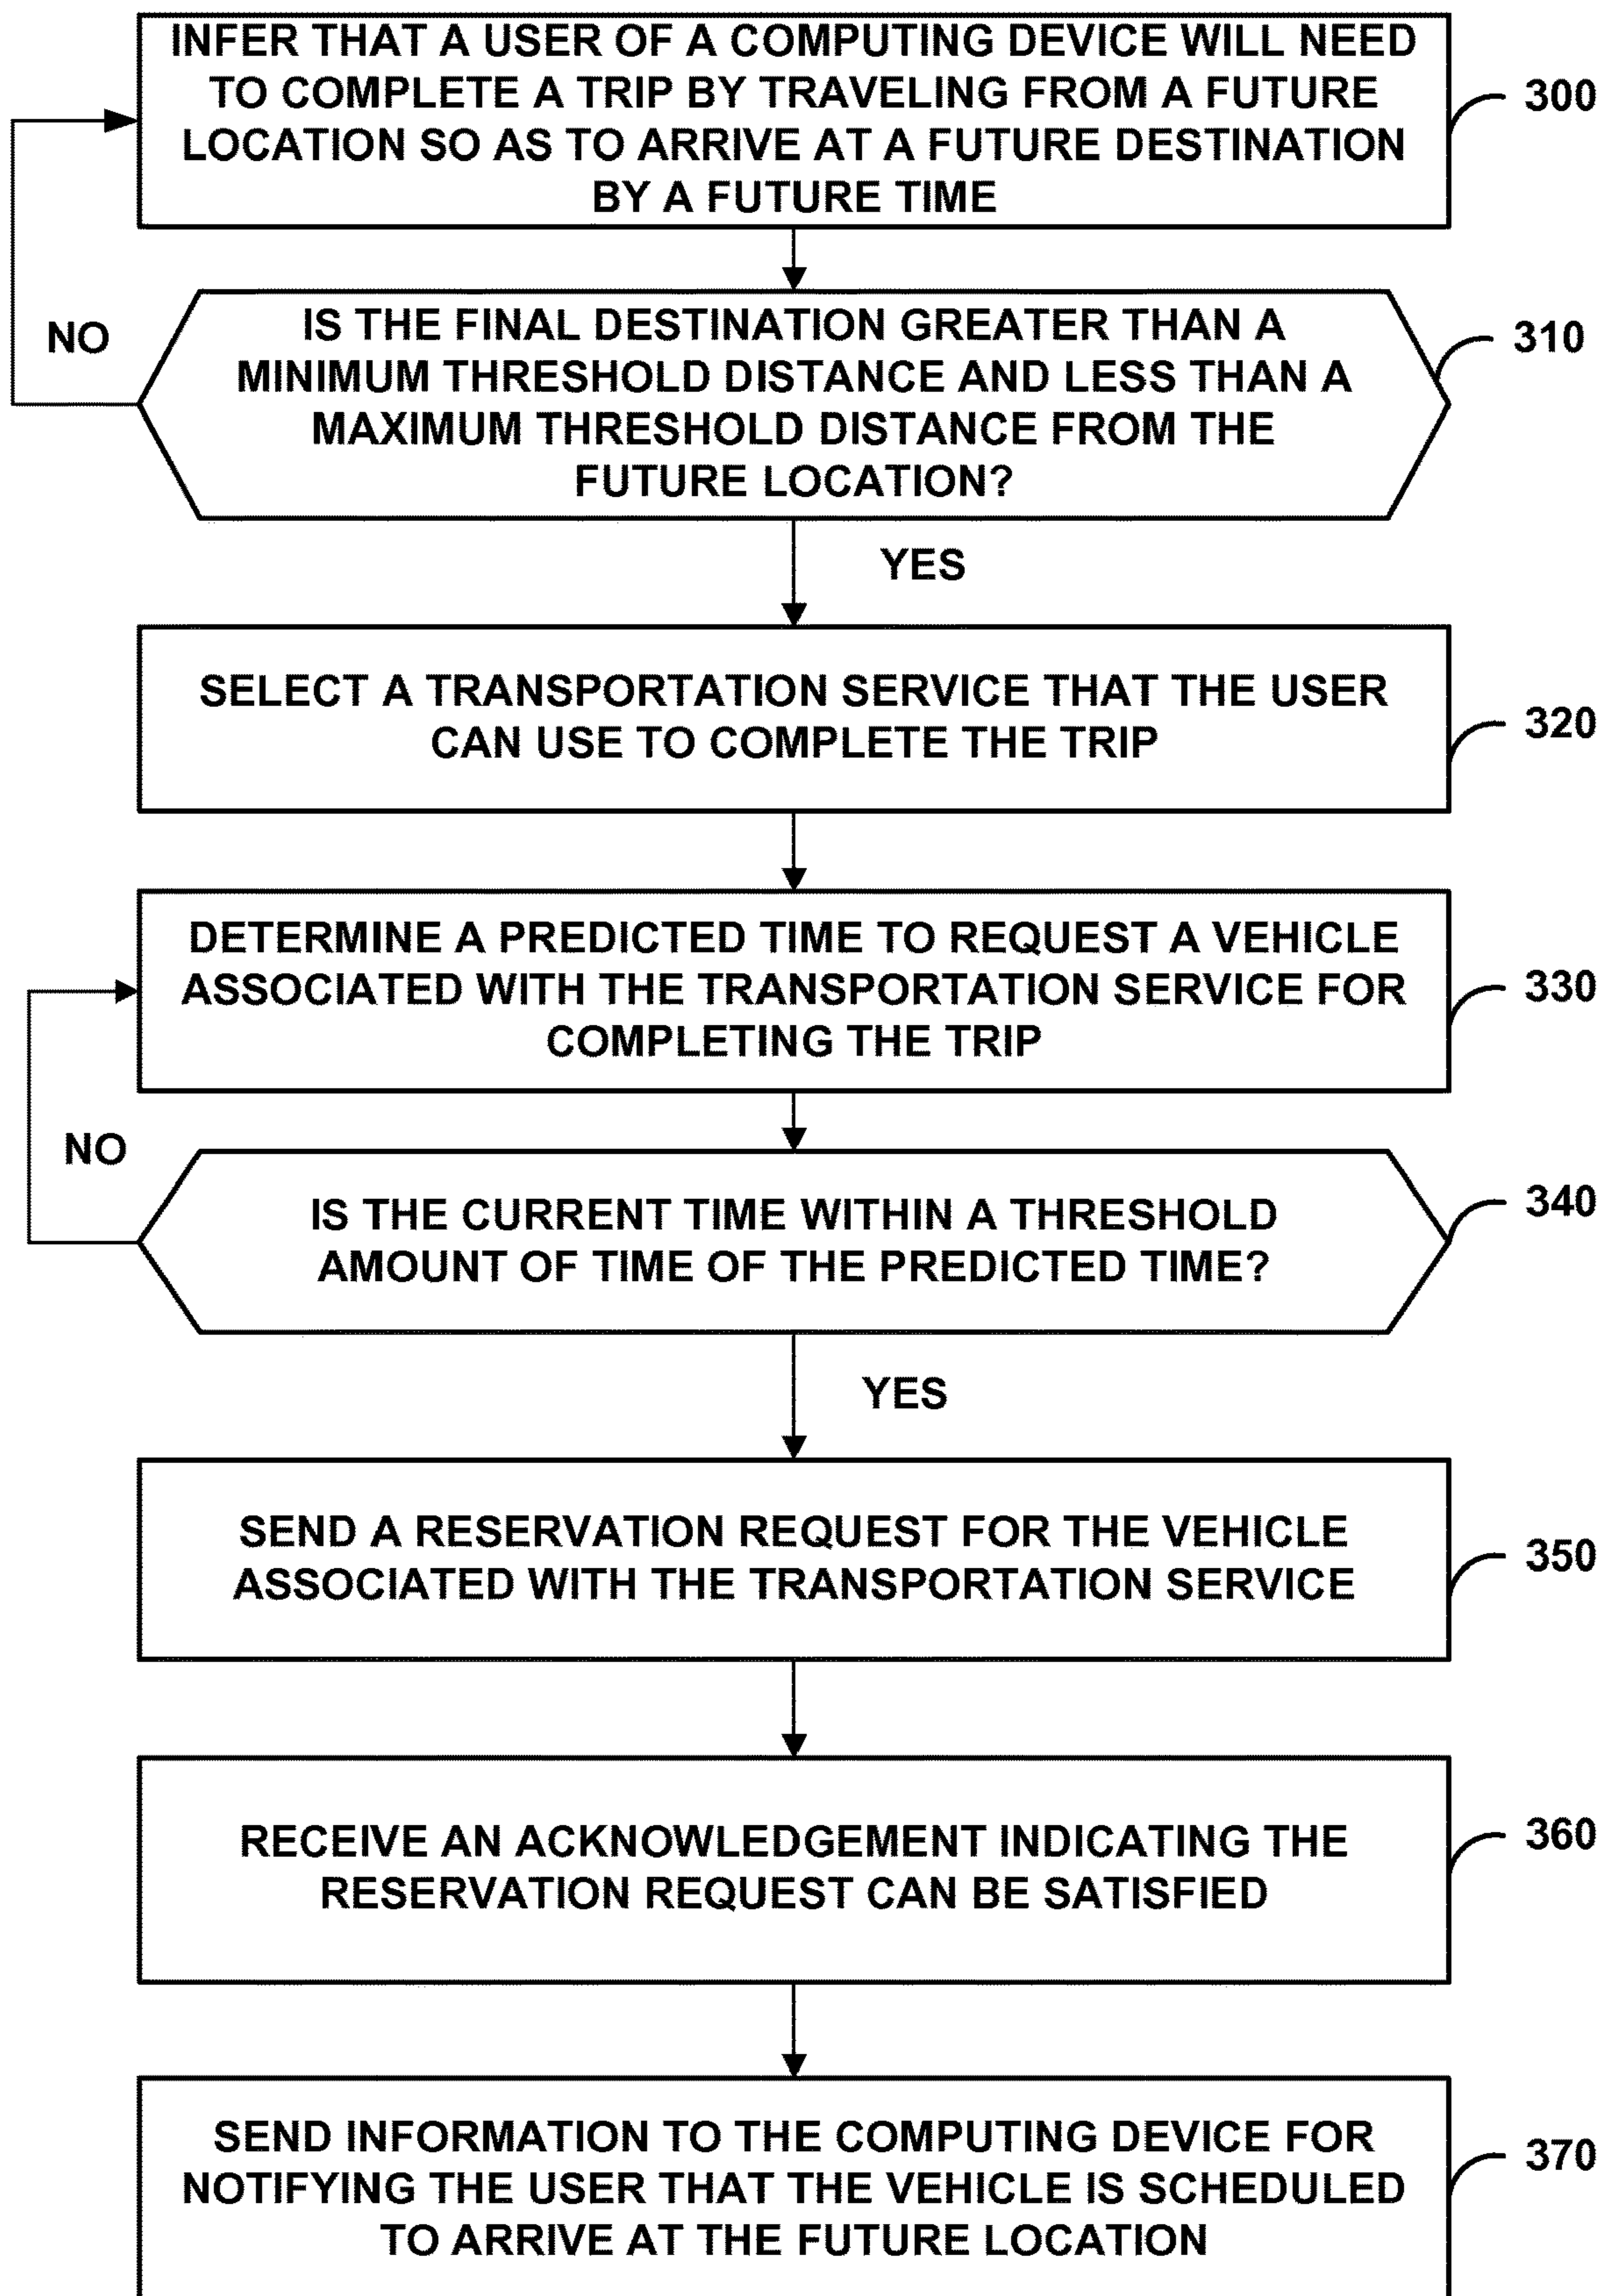 INFER THAT A USER OF A COMPUTING DEVICE WILL NEED
TO COMPLETE A TRIP BY TRAVELING FROM A FUTURE
LOCATION SO AS TO ARRIVE AT A FUTURE DESTINATION
BY A FUTURE TIME
300
IS THE FINAL DESTINATION GREATER THAN A
MINIMUM THRESHOLD DISTANCE AND LESS THAN A
MAXIMUM THRESHOLD DISTANCE FROM THE
FUTURE LOCATION?
310
NO
YES
SELECT A TRANSPORTATION SERVICE THAT THE USER
CAN USE TO COMPLETE THE TRIP
320
DETERMINE A PREDICTED TIME TO REQUEST A VEHICLE
ASSOCIATED WITH THE TRANSPORTATION SERVICE FOR
COMPLETING THE TRIP
330
NO
IS THE CURRENT TIME WITHIN A THRESHOLD
AMOUNT OF TIME OF THE PREDICTED TIME?
340
YES
SEND A RESERVATION REQUEST FOR THE VEHICLE
ASSOCIATED WITH THE TRANSPORTATION SERVICE
350
RECEIVE AN ACKNOWLEDGEMENT INDICATING THE
RESERVATION REQUEST CAN BE SATISFIED
360
SEND INFORMATION TO THE COMPUTING DEVICE FOR
NOTIFYING THE USER THAT THE VEHICLE IS SCHEDULED
TO ARRIVE AT THE FUTURE LOCATION
370